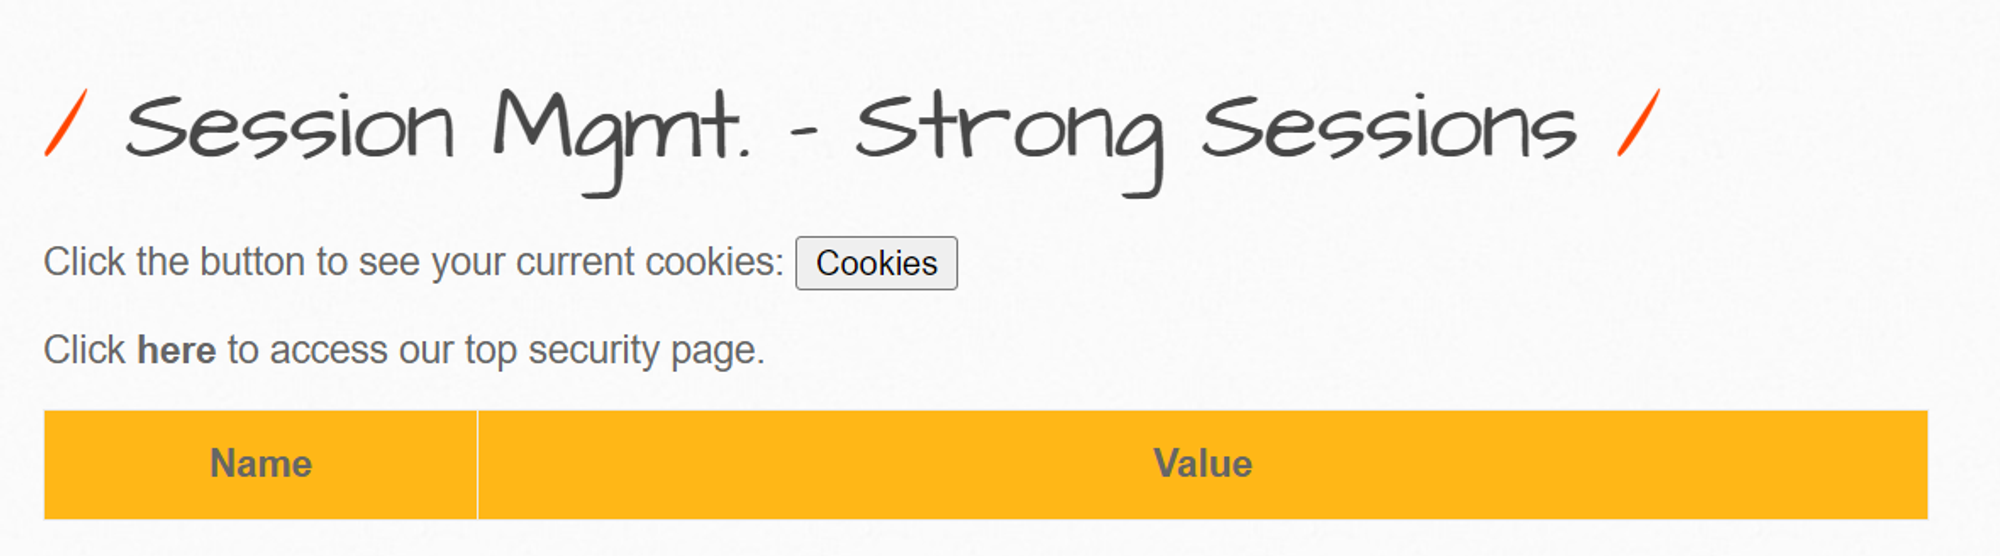 / Session Mgmt. - Strong Sessions /
Click the button to see your current cookies: Cookies
Click here to access our top security page.
Name Value